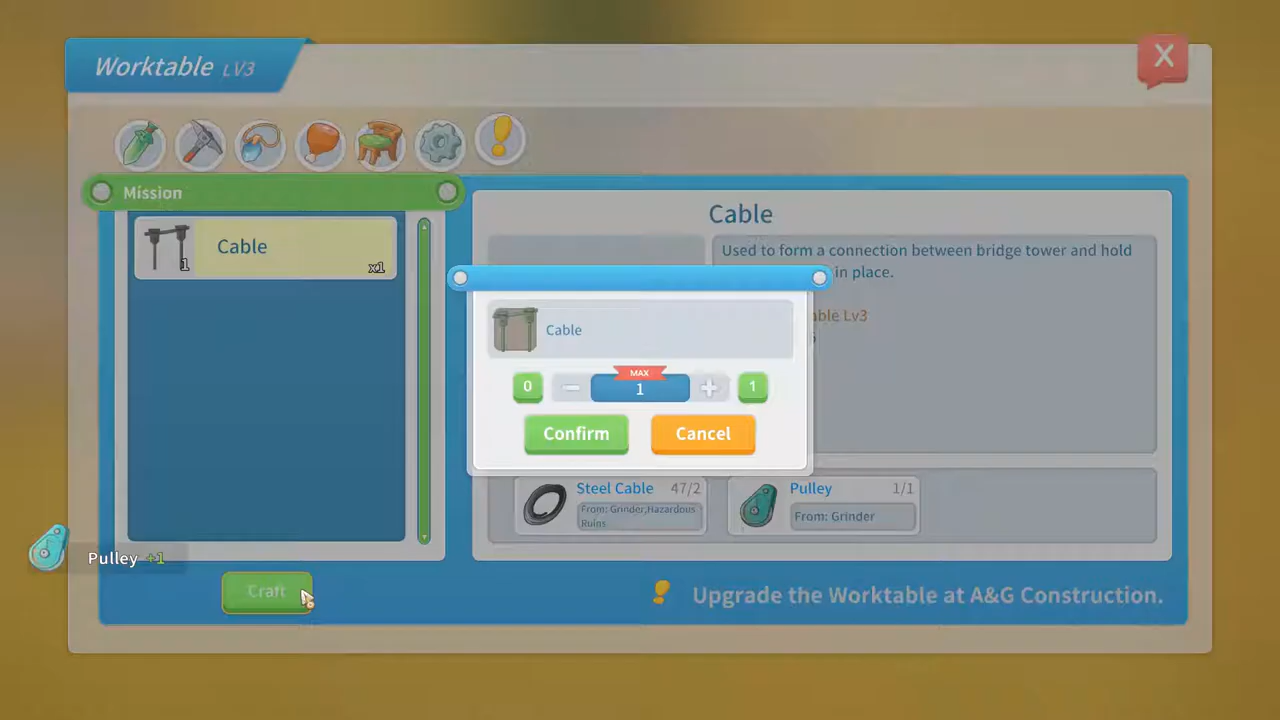 Worktable LV3
X
Mission
Cable
1
x1
Cable
Used to form a connection between bridge tower and hold
in place.
able Lv3
Cable
0
MAX
1
1
Confirm
Cancel
Steel Cable 47/2
From: Grinder,Hazardous
Ruins
Pulley 1/1
From: Grinder
Pulley +1
Craft
Upgrade the Worktable at A&G Construction.